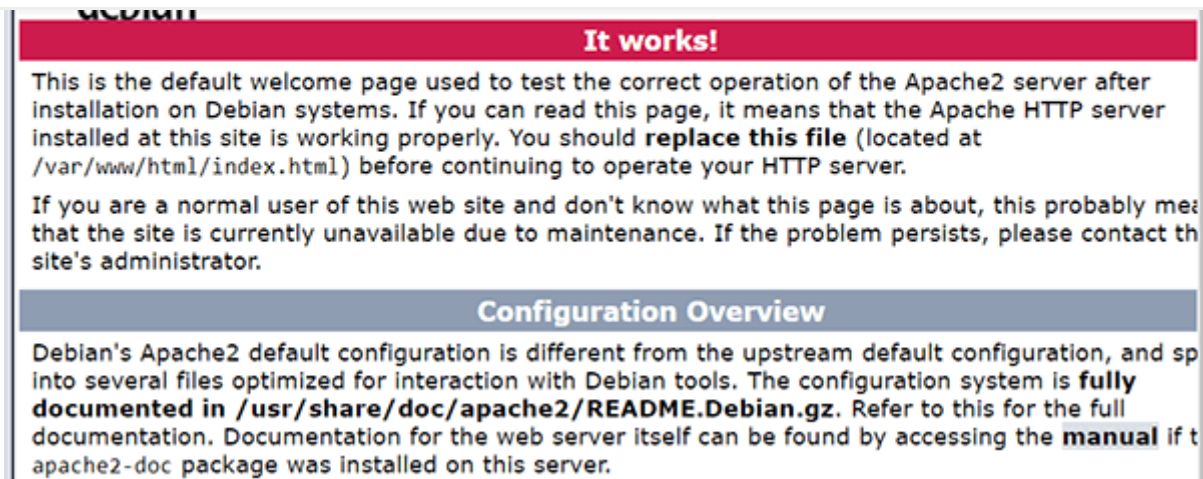 debian
It works!
This is the default welcome page used to test the correct operation of the Apache2 server after
installation on Debian systems. If you can read this page, it means that the Apache HTTP server
installed at this site is working properly. You should replace this file (located at
/var/www/html/index.html) before continuing to operate your HTTP server.
If you are a normal user of this web site and don't know what this page is about, this probably mea
that the site is currently unavailable due to maintenance. If the problem persists, please contact th
site's administrator.
Configuration Overview
Debian's Apache2 default configuration is different from the upstream default configuration, and sp
into several files optimized for interaction with Debian tools. The configuration system is fully
documented in /usr/share/doc/apache2/README.Debian.gz. Refer to this for the full
documentation. Documentation for the web server itself can be found by accessing the manual if t
apache2-doc package was installed on this server.